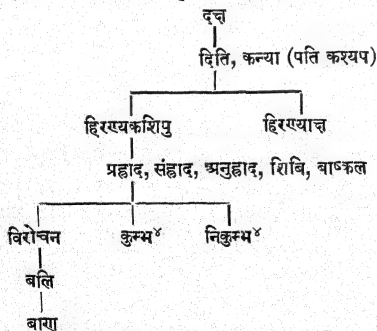 दक्ष
दिति, कन्या (पति कश्यप)
हिरण्यकशिपु हिरण्याक्ष
प्रह्लाद, संह्लाद, अनुह्लाद, शिबि, बाष्कल
विरोचन कुम्भ४ निकुम्भ४
बलि
बाण